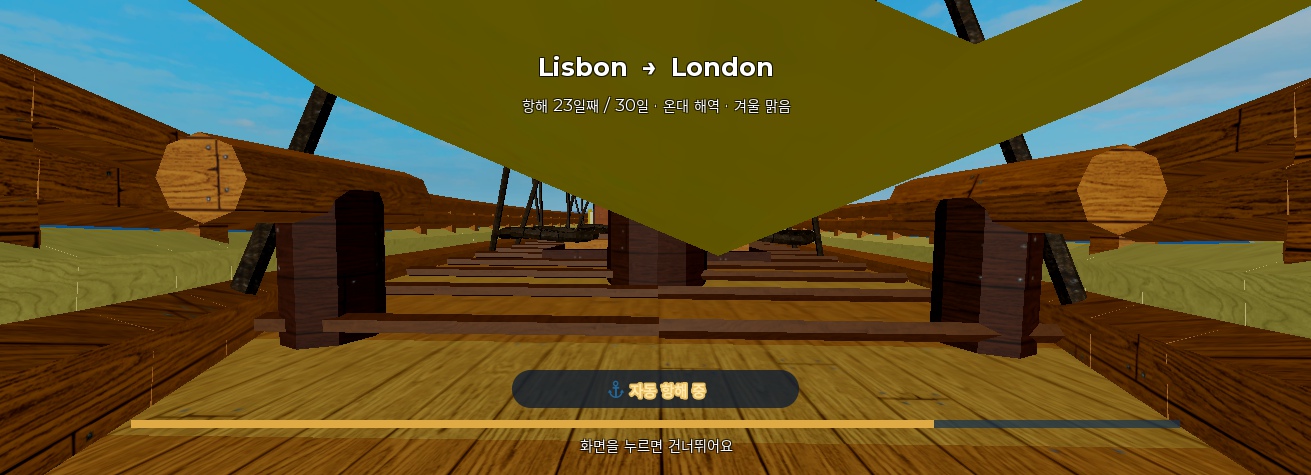 Lisbon → London
항해 23일째 / 30일 · 온대 해역 · 겨울 맑음
⚓ 자동 항해 중
화면을 누르면 건너뛰어요